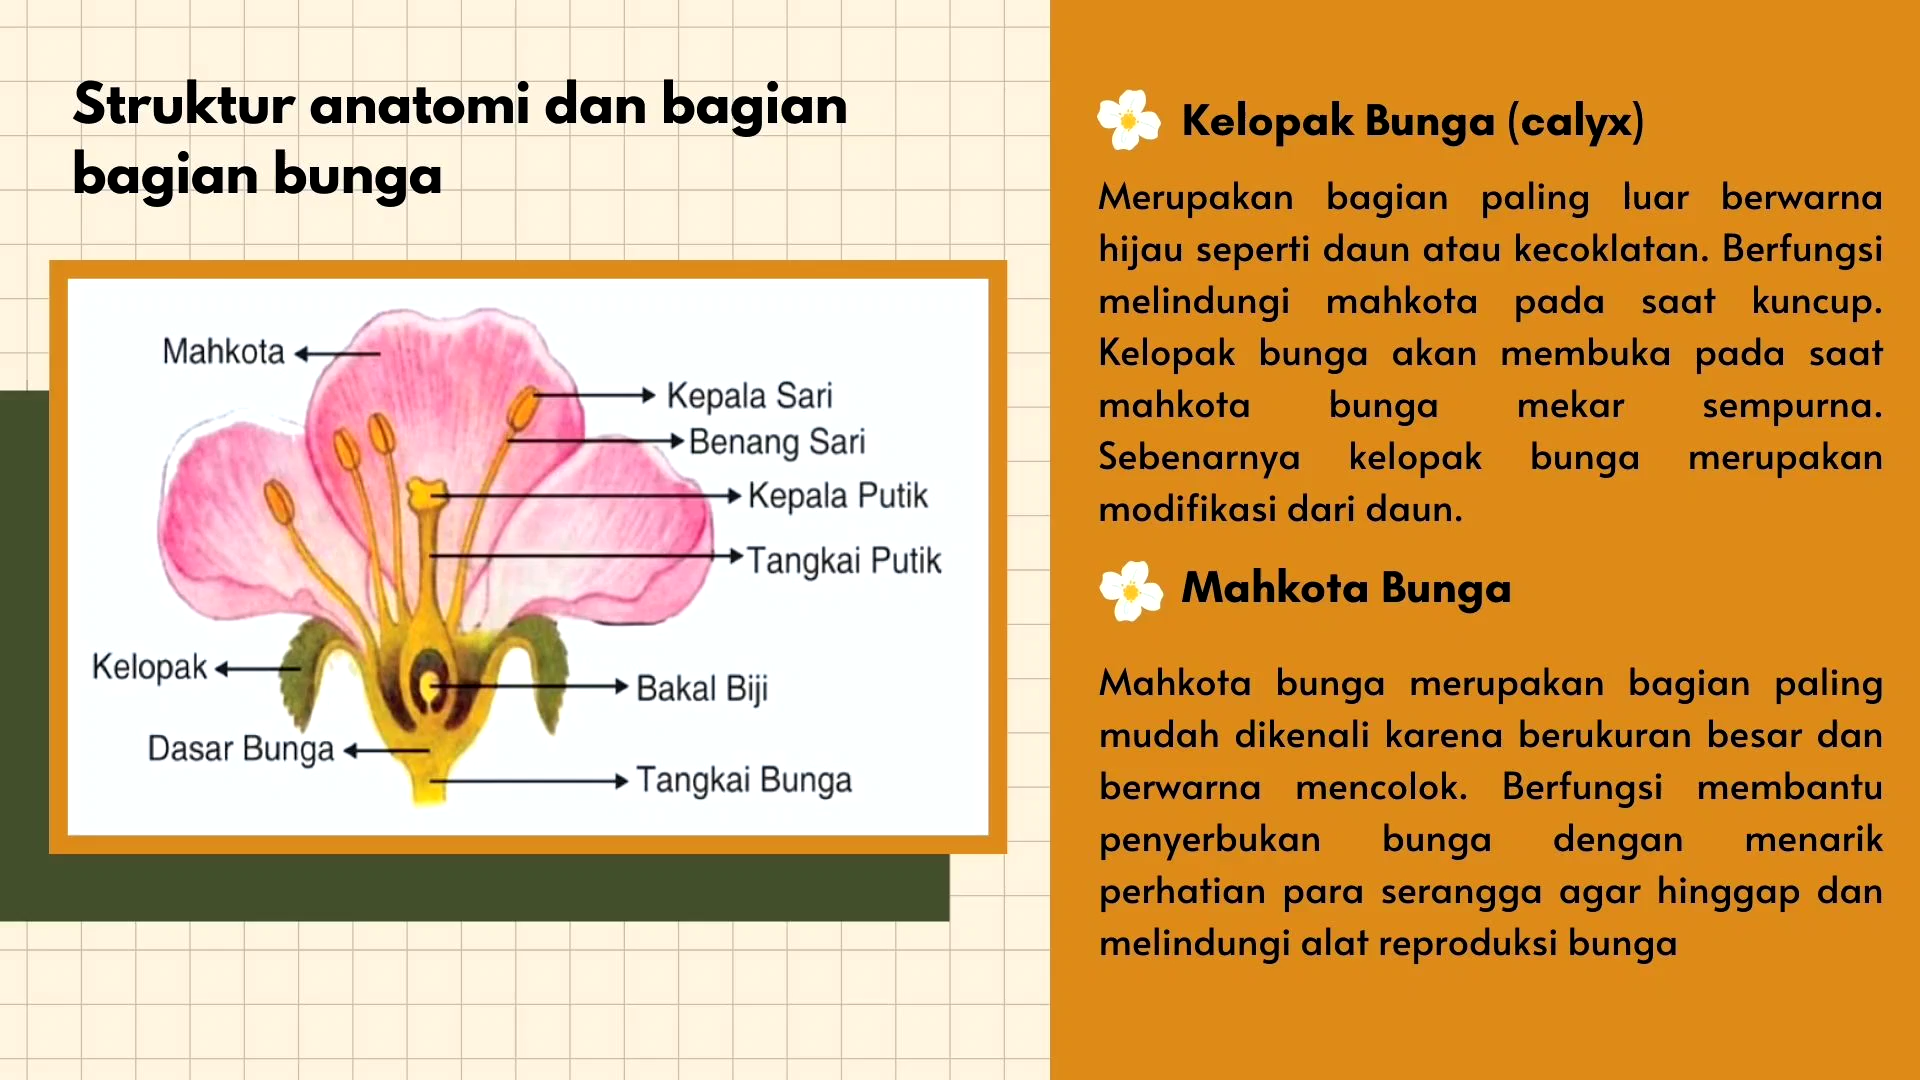 Struktur anatomi dan bagian
bagian bunga
Mahkota
Kepala Sari
Benang Sari
Kepala Putik
Tangkai Putik
Kelopak
Bakal Biji
Dasar Bunga
Tangkai Bunga
Kelopak Bunga (calyx)
Merupakan bagian paling luar berwarna
hijau seperti daun atau kecoklatan. Berfungsi
melindungi mahkota pada saat kuncup.
Kelopak bunga akan membuka pada saat
mahkota bunga mekar sempurna.
Sebenarnya kelopak bunga merupakan
modifikasi dari daun.
Mahkota Bunga
Mahkota bunga merupakan bagian paling
mudah dikenali karena berukuran besar dan
berwarna mencolok. Berfungsi membantu
penyerbukan bunga dengan menarik
perhatian para serangga agar hinggap dan
melindungi alat reproduksi bunga